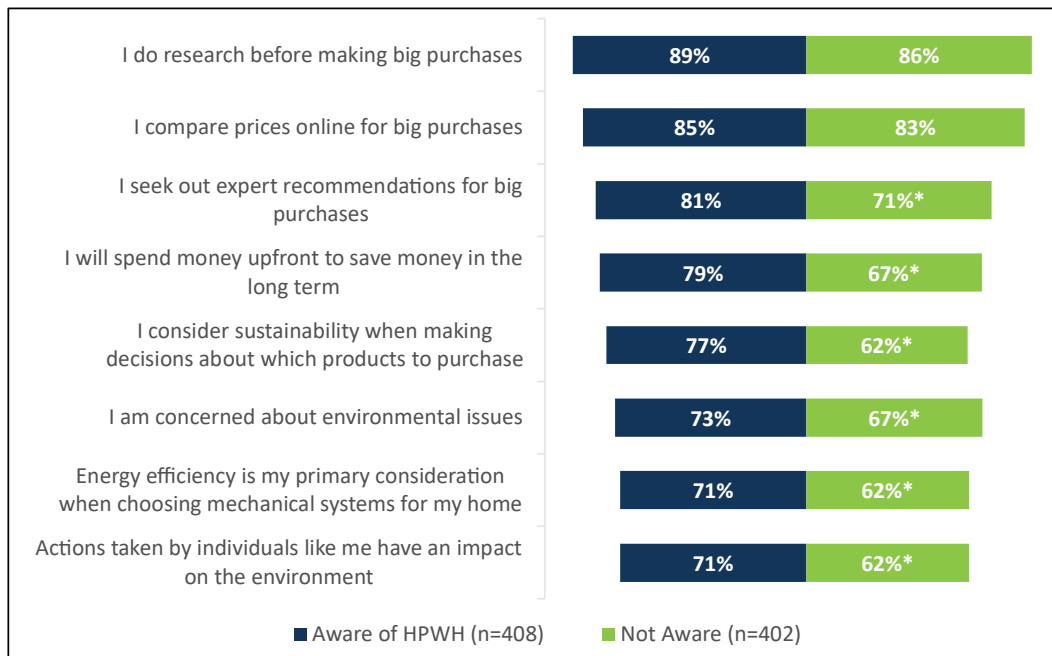 I do research before making big purchases
89%
86%
I compare prices online for big purchases
85%
83%
I seek out expert recommendations for big
purchases
81%
71%*
I will spend money upfront to save money in the
long term
79%
67%*
I consider sustainability when making
decisions about which products to purchase
77%
62%*
I am concerned about environmental issues
73%
67%*
Energy efficiency is my primary consideration
when choosing mechanical systems for my home
71%
62%*
Actions taken by individuals like me have an impact
on the environment
71%
62%*
Aware of HPWH (n=408)
Not Aware (n=402)